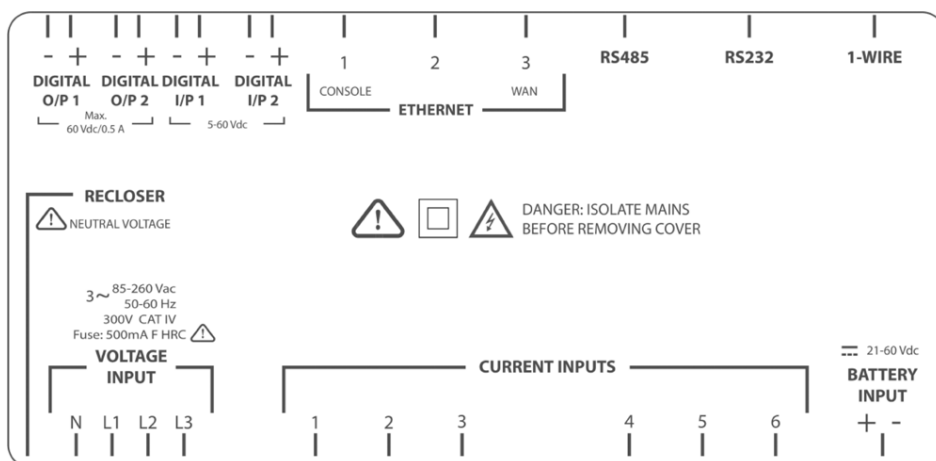 - + - + - + - +
DIGITAL DIGITAL DIGITAL DIGITAL
O/P 1 O/P 2 I/P 1 I/P 2
Max.
60 Vdc/0.5 A
5-60 Vdc
1 2 3
CONSOLE WAN
ETHERNET
RS485 RS232 1-WIRE
RECLOSER
NEUTRAL VOLTAGE
DANGER: ISOLATE MAINS
BEFORE REMOVING COVER
3~ 85-260 Vac
50-60 Hz
300V CAT IV
Fuse: 500mA F HRC
VOLTAGE
INPUT
N L1 L2 L3
CURRENT INPUTS
1 2 3 4 5 6
21-60 Vdc
BATTERY
INPUT
+ -